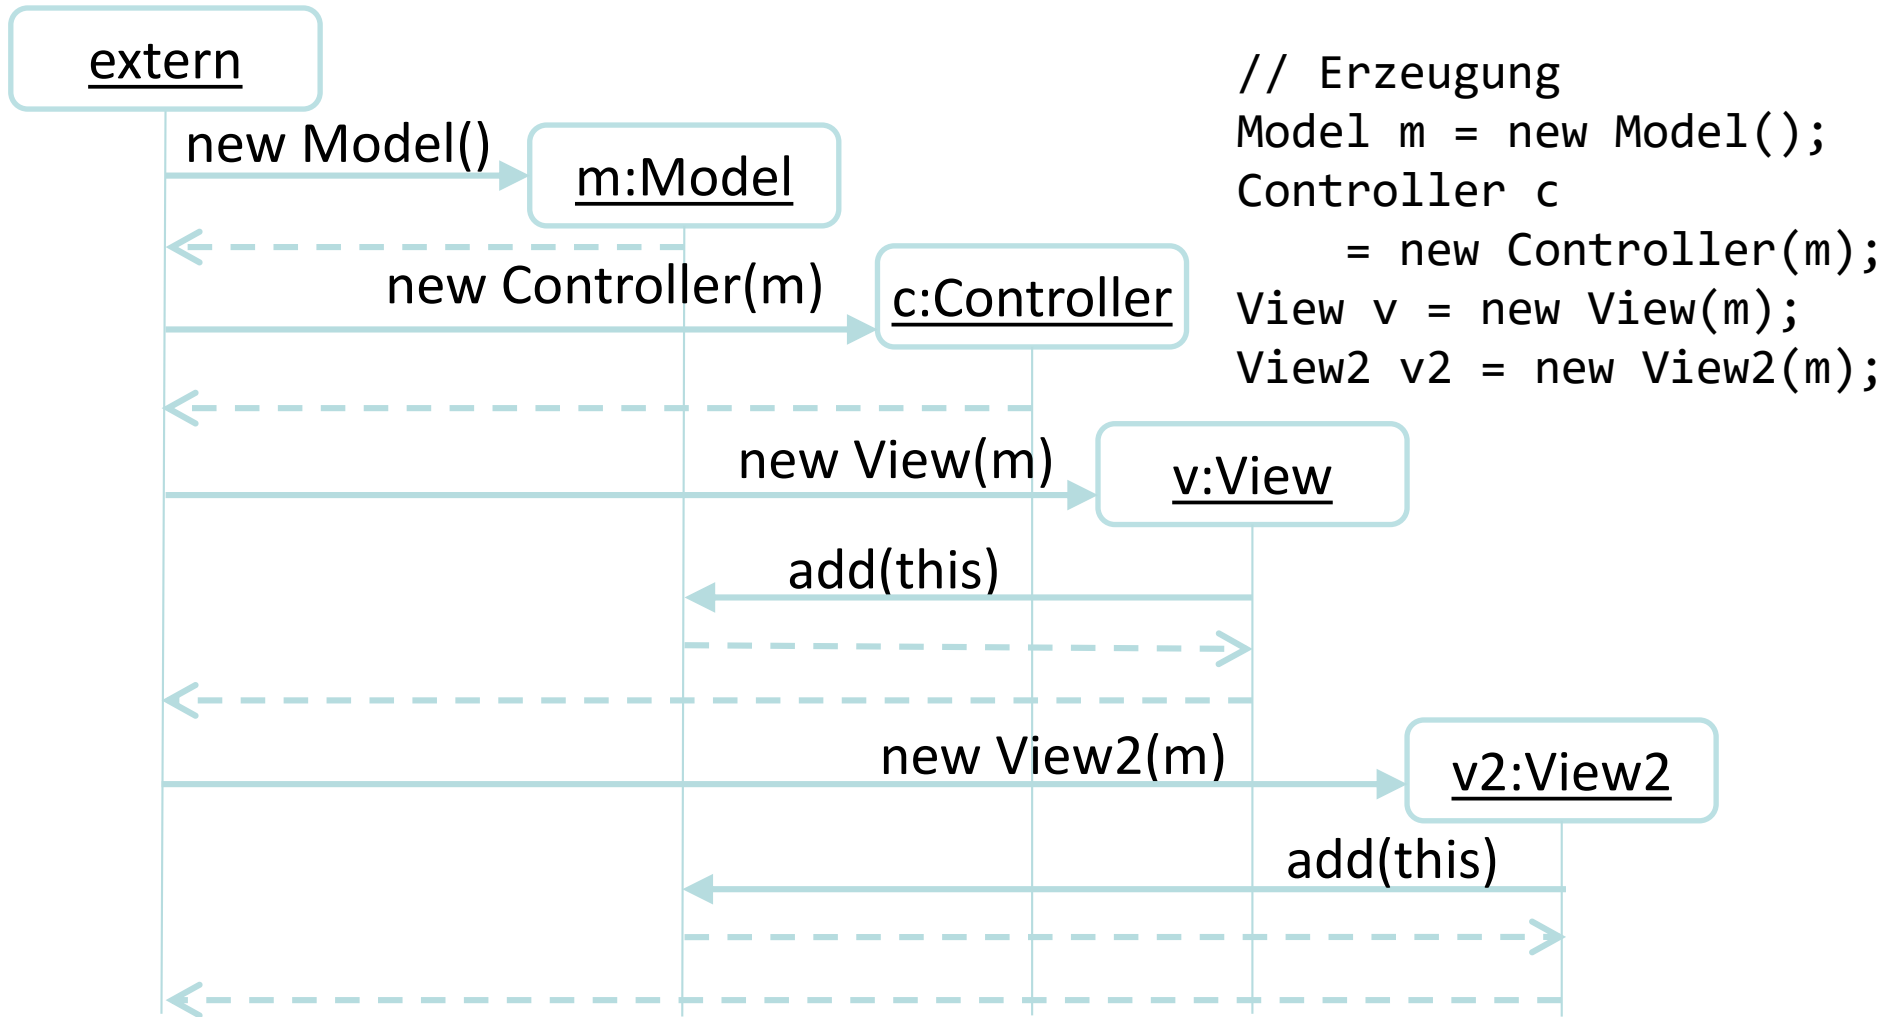 extern
// Erzeugung
Model m = new Model();
Controller c
= new Controller(m);
View v = new View(m);
View2 v2 = new View2(m);
new Model()
m:Model
new Controller(m)
c:Controller
new View(m)
v:View
add(this)
new View2(m)
v2:View2
add(this)